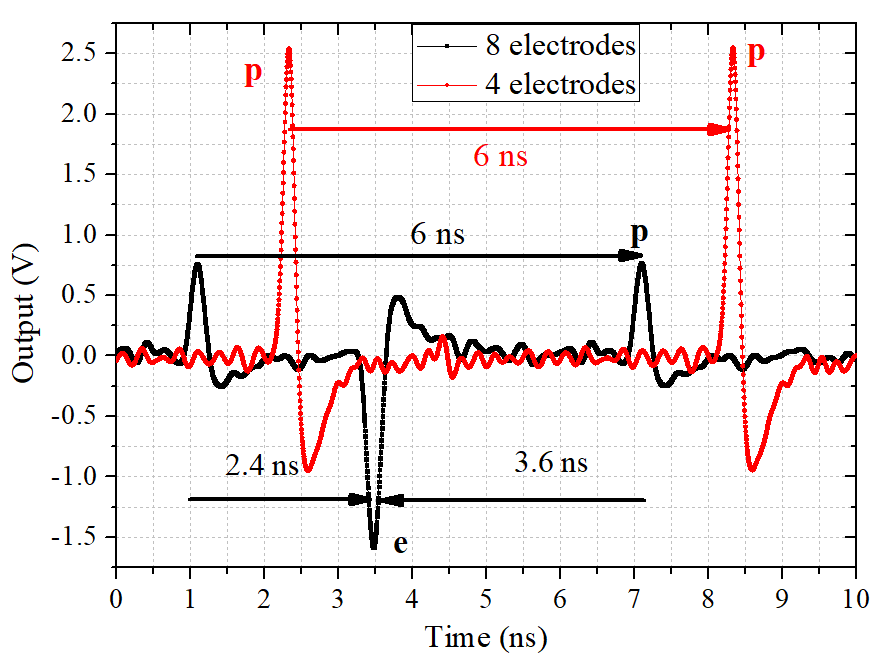 8 electrodes
4 electrodes
p
p
6 ns
6 ns
p
2.4 ns
3.6 ns
e
Output (V)
2.5
2.0
1.5
1.0
0.5
0.0
-0.5
-1.0
-1.5
0 1 2 3 4 5 6 7 8 9 10
Time (ns)